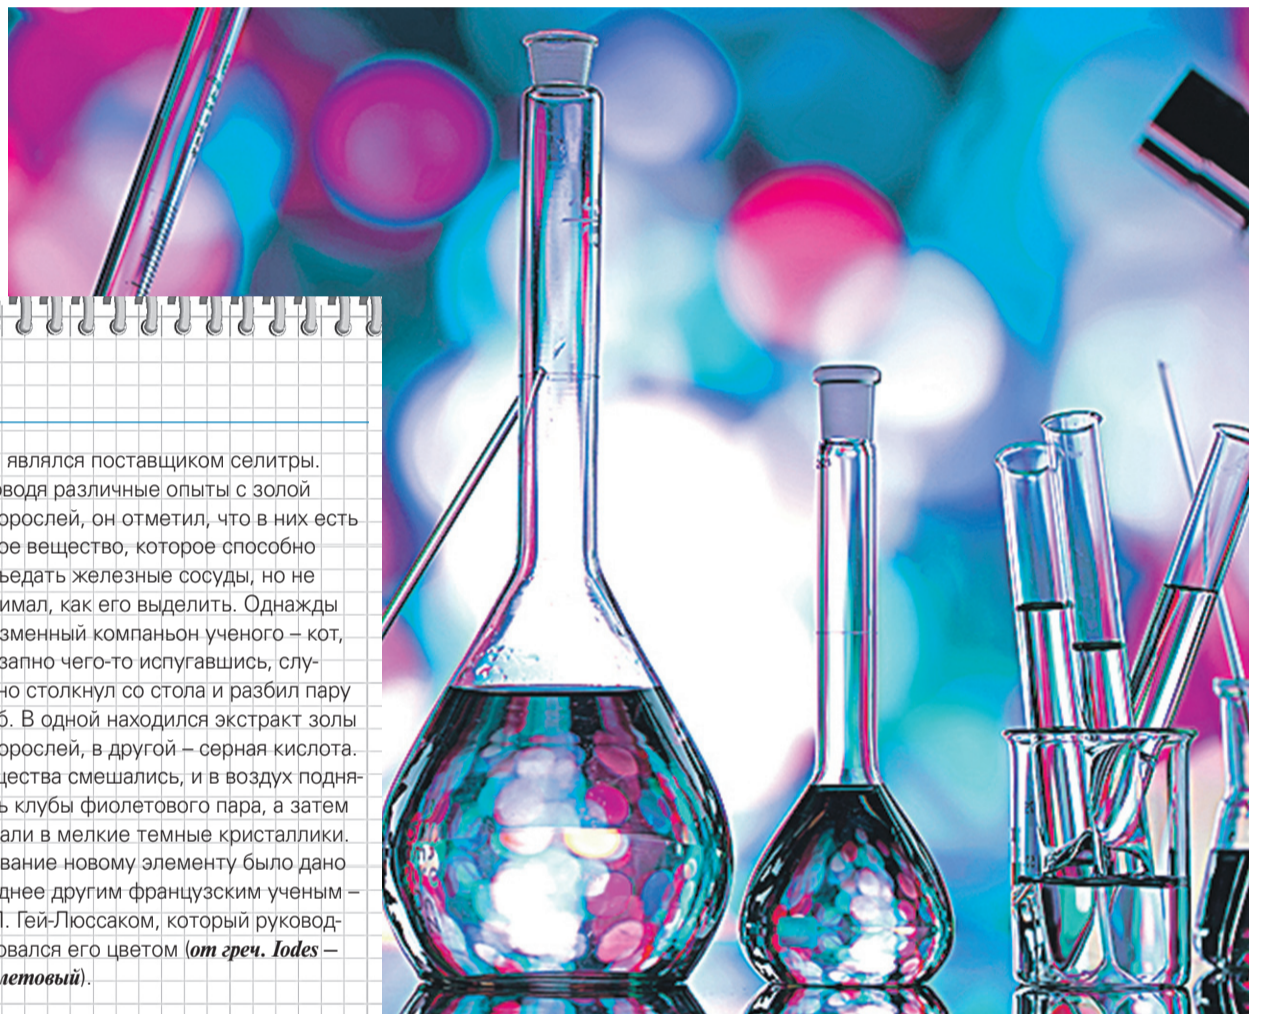 являлся поставщиком селитры.
водя различные опыты с золой
орослей, он отметил, что в них есть
ое вещество, которое способно
ъедать железные сосуды, но не
имал, как его выделить. Однажды
зменный компаньон ученого – кот,
запно чего-то испугавшись, слу-
но столкнул со стола и разбил пару
б. В одной находился экстракт золы
орослей, в другой – серная кислота.
щества смешались, и в воздух подня-
ь клубы фиолетового пара, а затем
али в мелкие темные кристаллики.
вание новому элементу было дано
днее другим французским ученым –
Л. Гей-Люссаком, который руковод-
овался его цветом (от греч. Iodes –
летовый).